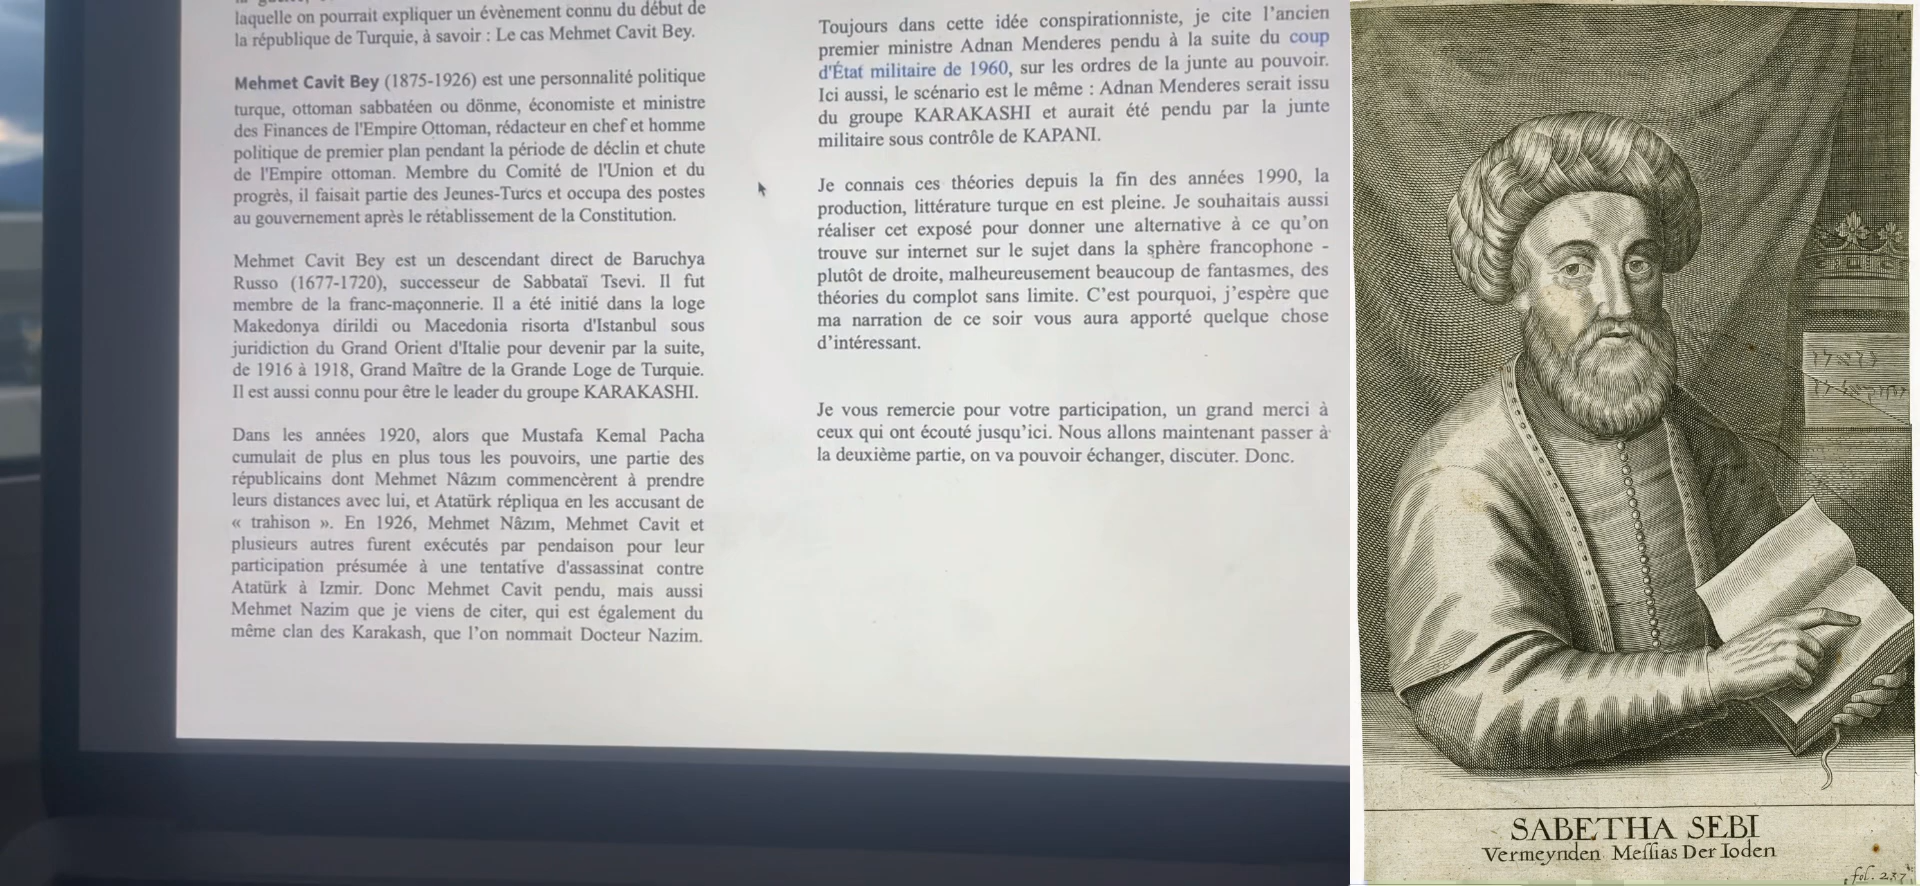 laquelle on pourrait expliquer un évènement connu du début de
la république de Turquie, à savoir : Le cas Mehmet Cavit Bey.
Mehmet Cavit Bey (1875-1926) est une personnalité politique
turque, ottoman sabbatéen ou dönme, économiste et ministre
des Finances de l'Empire Ottoman, rédacteur en chef et homme
politique de premier plan pendant la période de déclin et chute
de l'Empire ottoman. Membre du Comité de l'Union et du
progrès, il faisait partie des Jeunes-Turcs et occupa des postes
au gouvernement après le rétablissement de la Constitution.
Mehmet Cavit Bey est un descendant direct de Baruchya
Russo (1677-1720), successeur de Sabbataï Tsevi. Il fut
membre de la franc-maçonnerie. Il a été initié dans la loge
Makedonya dirildi ou Macedonia risorta d'Istanbul sous
juridiction du Grand Orient d'Italie pour devenir par la suite,
de 1916 à 1918, Grand Maître de la Grande Loge de Turquie.
Il est aussi connu pour être le leader du groupe KARAKASHI.
Dans les années 1920, alors que Mustafa Kemal Pacha
cumulait de plus en plus tous les pouvoirs, une partie des
républicains dont Mehmet Nâzım commencèrent à prendre
leurs distances avec lui, et Atatürk répliqua en les accusant de
« trahison ». En 1926, Mehmet Nâzım, Mehmet Cavit et
plusieurs autres furent exécutés par pendaison pour leur
participation présumée à une tentative d'assassinat contre
Atatürk à Izmir. Donc Mehmet Cavit pendu, mais aussi
Mehmet Nazim que je viens de citer, qui est également du
même clan des Karakash, que l'on nommait Docteur Nazim.
Toujours dans cette idée conspirationniste, je cite l'ancien
premier ministre Adnan Menderes pendu à la suite du coup
d'État militaire de 1960, sur les ordres de la junte au pouvoir.
Ici aussi, le scénario est le même : Adnan Menderes serait issu
du groupe KARAKASHI et aurait été pendu par la junte
militaire sous contrôle de KAPANI.
Je connais ces théories depuis la fin des années 1990, la
production, littérature turque en est pleine. Je souhaitais aussi
réaliser cet exposé pour donner une alternative à ce qu'on
trouve sur internet sur le sujet dans la sphère francophone -
plutôt de droite, malheureusement beaucoup de fantasmes, des
théories du complot sans limite. C'est pourquoi, j'espère que
ma narration de ce soir vous aura apporté quelque chose
d'intéressant.
Je vous remercie pour votre participation, un grand merci à
ceux qui ont écouté jusqu'ici. Nous allons maintenant passer à
la deuxième partie, on va pouvoir échanger, discuter. Donc.
SABETHA SEBI
Vermeynden Meſſias Der Ioden
fol. 237